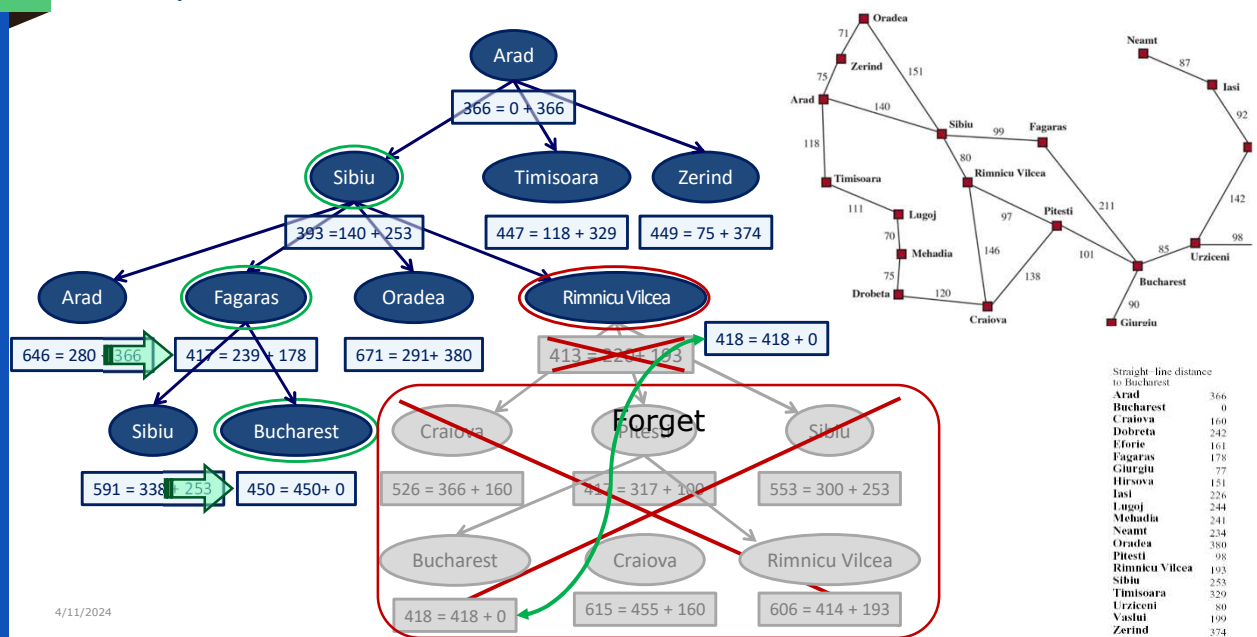 Arad
366 = 0 + 366
Sibiu
Timisoara
Zerind
393 =140 + 253
447 = 118 + 329
449 = 75 + 374
Arad
Fagaras
Oradea
Rimnicu Vilcea
646 = 280 + 366
417 = 239 + 178
671 = 291+ 380
413 = 220+ 193
418 = 418 + 0
Forget
Sibiu
Bucharest
Craiova
Pitesti
Sibiu
591 = 338 + 253
450 = 450+ 0
526 = 366 + 160
417 = 317 + 100
553 = 300 + 253
Bucharest
Craiova
Rimnicu Vilcea
418 = 418 + 0
615 = 455 + 160
606 = 414 + 193
4/11/2024
Oradea
71
Neamt
Zerind
87
151
75
Iasi
Arad
140
92
Sibiu
99
Fagaras
118
80
Rimnicu Vilcea
Timisoara
142
111
211
Lugoj
97
Pitesti
70
98
146
85
Mehadia
101
Urziceni
75
138
Bucharest
Drobeta
120
90
Craiova
Giurgiu
Straight-line distance
to Bucharest
Arad 366
Bucharest 0
Craiova 160
Dobreta 242
Eforie 161
Fagaras 178
Giurgiu 77
Hirsova 151
Iasi 226
Lugoj 244
Mehadia 241
Neamt 234
Oradea 380
Pitesti 98
Rimnicu Vilcea 193
Sibiu 253
Timisoara 329
Urziceni 80
Vaslui 199
Zerind 374